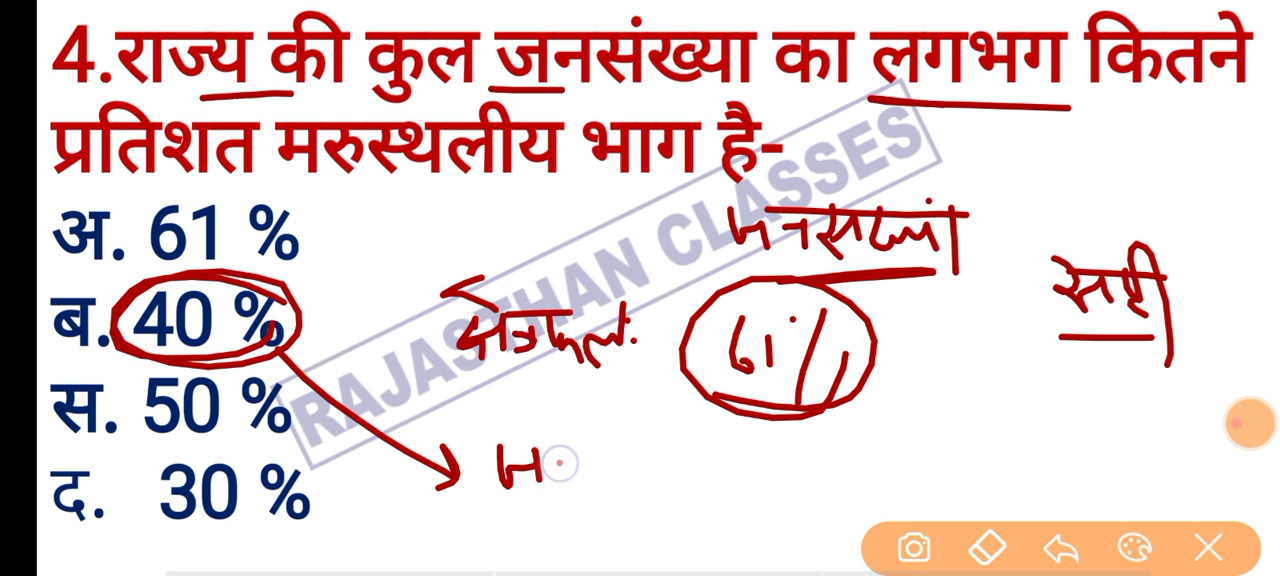 4.राज्य की कुल जनसंख्या का लगभग कितने
प्रतिशत मरुस्थलीय भाग है-
अ. 61 %
ब. 40 %
स. 50 %
द. 30 %
RAJASTHAN CLASSES
जनसंख्या
सही
क्षेत्रफल
61%